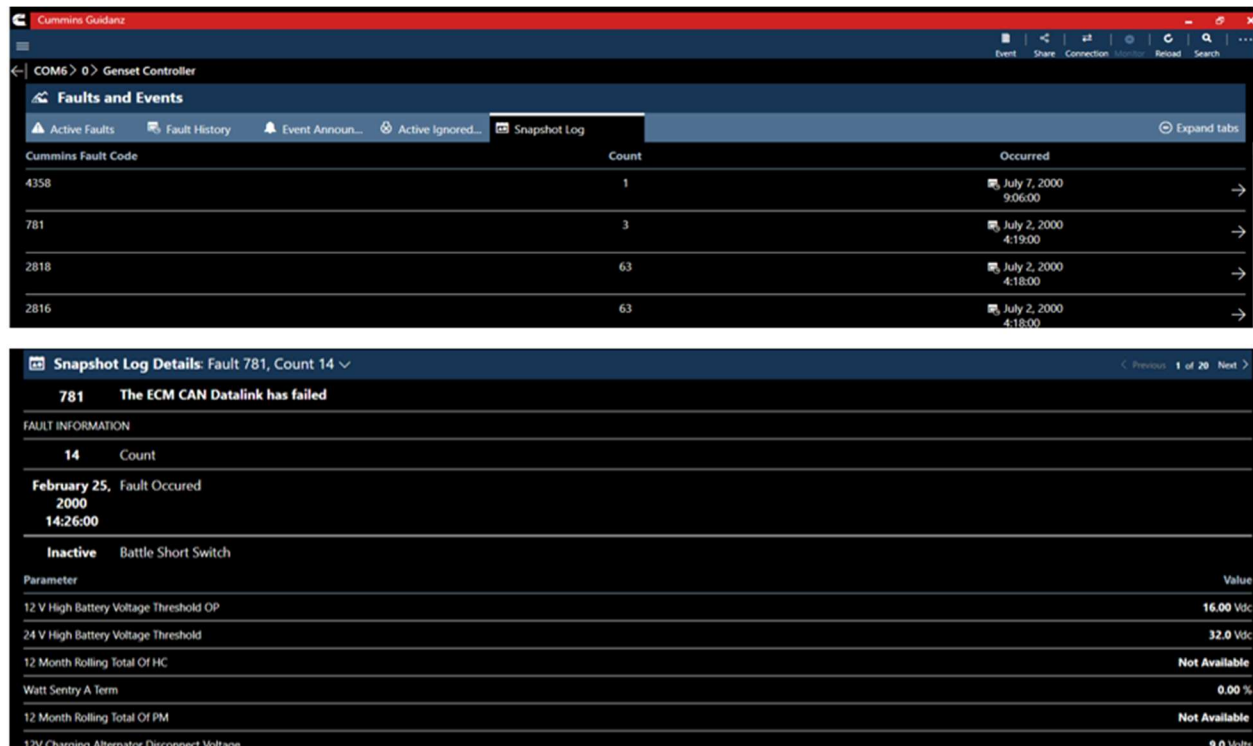 Cummins Guidanz
Event Share Connection Monitor Reload Search
COM6 > 0 > Genset Controller
Faults and Events
Active Faults Fault History Event Announ... Active Ignored... Snapshot Log Expand tabs
Cummins Fault Code Count Occurred
4358 1 July 7, 2000
9:06:00
781 3 July 2, 2000
4:19:00
2818 63 July 2, 2000
4:18:00
2816 63 July 2, 2000
4:18:00
Snapshot Log Details: Fault 781, Count 14 < Previous 1 of 20 Next >
781 The ECM CAN Datalink has failed
FAULT INFORMATION
14 Count
February 25, Fault Occured
2000
14:26:00
Inactive Battle Short Switch
Parameter Value
12 V High Battery Voltage Threshold OP 16.00 Vdc
24 V High Battery Voltage Threshold 32.0 Vdc
12 Month Rolling Total Of HC Not Available
Watt Sentry A Term 0.00 %
12 Month Rolling Total Of PM Not Available
12V Charging Alternator Disconnect Voltage 9.0 Volts